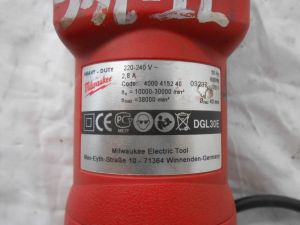 HEAVY-DUTY
Milwaukee
220-240 V ~
2,8 A
Code: 4000 4152 40
n₀ = 10000-30000 min⁻¹
nmax =38000 min⁻¹
DGL30E
Milwaukee Electric Tool
Max-Eyth-Straße 10 - 71364 Winnenden-Germany